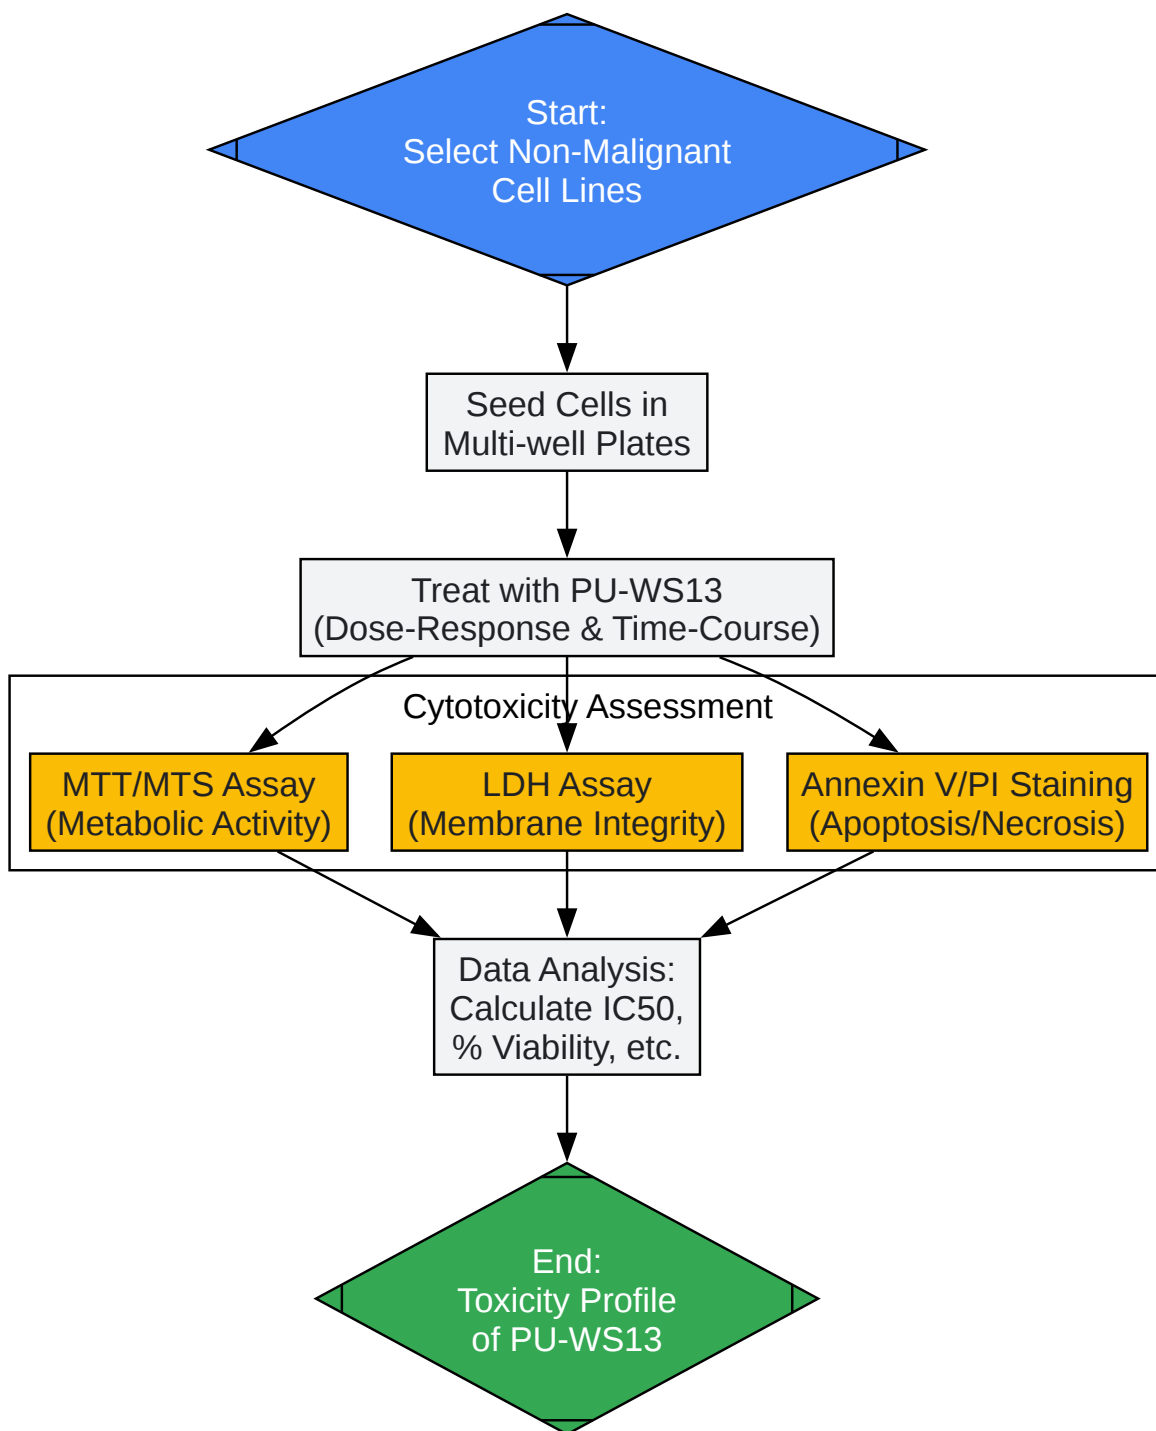 Start:
Select Non-Malignant
Cell Lines
Seed Cells in
Multi-well Plates
Treat with PU-WS13
(Dose-Response & Time-Course)
Cytotoxicity Assessment
MTT/MTS Assay
(Metabolic Activity)
LDH Assay
(Membrane Integrity)
Annexin V/PI Staining
(Apoptosis/Necrosis)
Data Analysis:
Calculate IC50,
% Viability, etc.
End:
Toxicity Profile
of PU-WS13